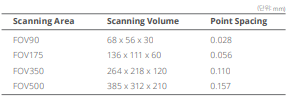 (단위: mm)
Scanning Area Scanning Volume Point Spacing
FOV90 68 x 56 x 30 0.028
FOV175 136 x 111 x 60 0.056
FOV350 264 x 218 x 120 0.110
FOV500 385 x 312 x 210 0.157